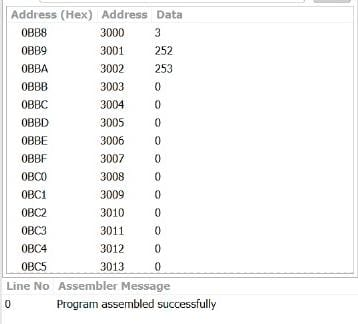 Address (Hex) Address Data
0BB8 3000 3
0BB9 3001 252
0BBA 3002 253
0BBB 3003 0
0BBC 3004 0
0BBD 3005 0
0BBE 3006 0
0BBF 3007 0
0BC0 3008 0
0BC1 3009 0
0BC2 3010 0
0BC3 3011 0
0BC4 3012 0
0BC5 3013 0
Line No Assembler Message
0 Program assembled successfully